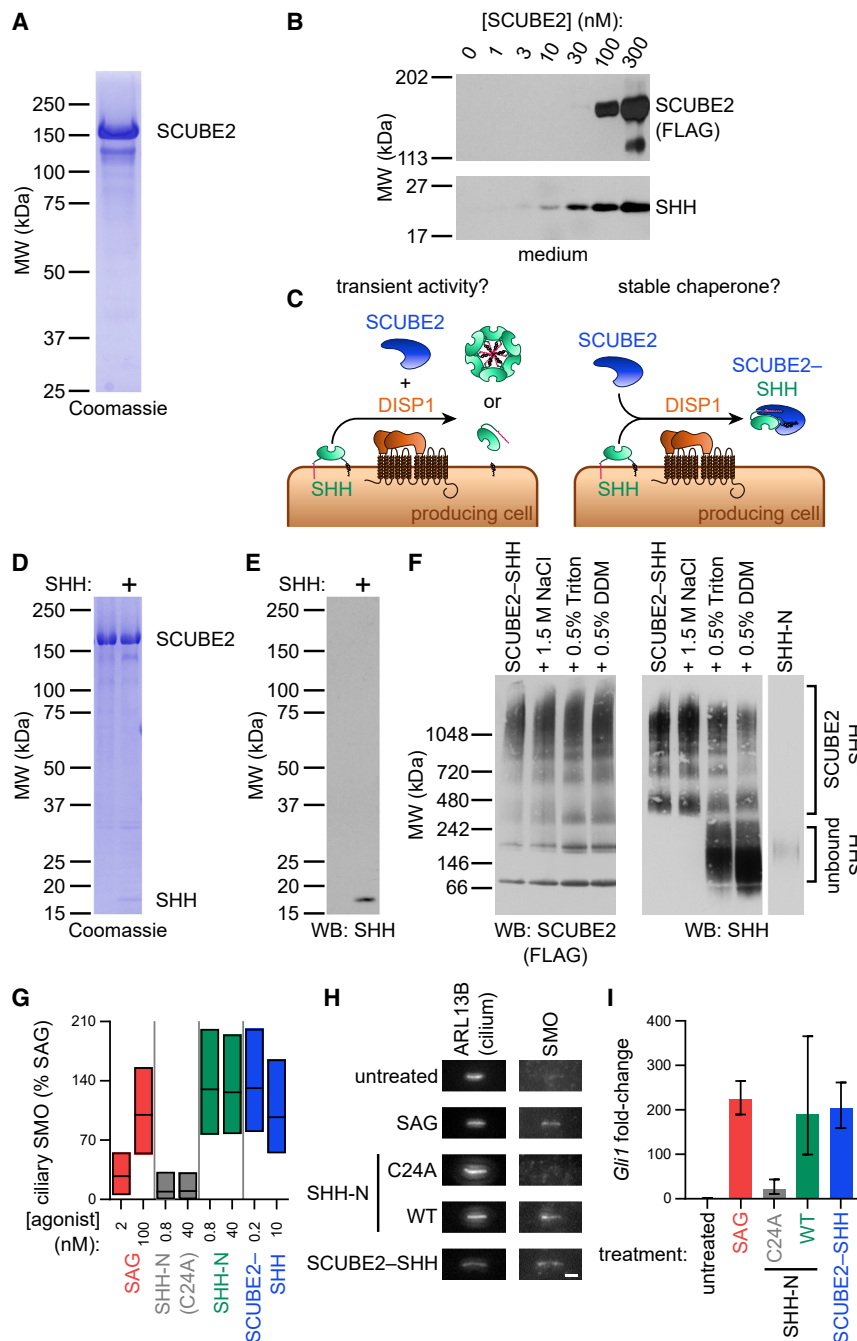 A
250
150
100
75
50
37
25
MW (kDa)
SCUBE2
Coomassie
B
[SCUBE2] (nM):
0 1 3 10 30 100 300
202
113
27
17
MW (kDa)
SCUBE2
(FLAG)
SHH
medium
C
transient activity?
SCUBE2
+
DISP1
or
SHH
producing cell
stable chaperone?
SCUBE2
DISP1
SCUBE2–
SHH
SHH
producing cell
D
SHH: +
250
150
100
75
50
37
25
20
15
MW (kDa)
SCUBE2
SHH
Coomassie
E
SHH: +
250
150
100
75
50
37
25
20
15
MW (kDa)
WB: SHH
F
SCUBE2–SHH
+ 1.5 M NaCl
+ 0.5% Triton
+ 0.5% DDM
SCUBE2–SHH
+ 1.5 M NaCl
+ 0.5% Triton
+ 0.5% DDM
SHH-N
1048
720
480
242
146
66
MW (kDa)
SCUBE2
SHH
unbound
SHH
WB: SCUBE2
(FLAG)
WB: SHH
G
ciliary SMO (% SAG)
210
140
70
0
[agonist]
(nM):
2 100 0.8 40 0.8 40 0.2 10
SAG
SHH-N
(C24A)
SHH-N
SCUBE2–
SHH
H
ARL13B
(cilium)
SMO
untreated
SAG
SHH-N
C24A
WT
SCUBE2–SHH
I
Gli1 fold-change
400
300
200
100
0
treatment:
untreated
SAG
C24A
WT
SHH-N
SCUBE2–SHH